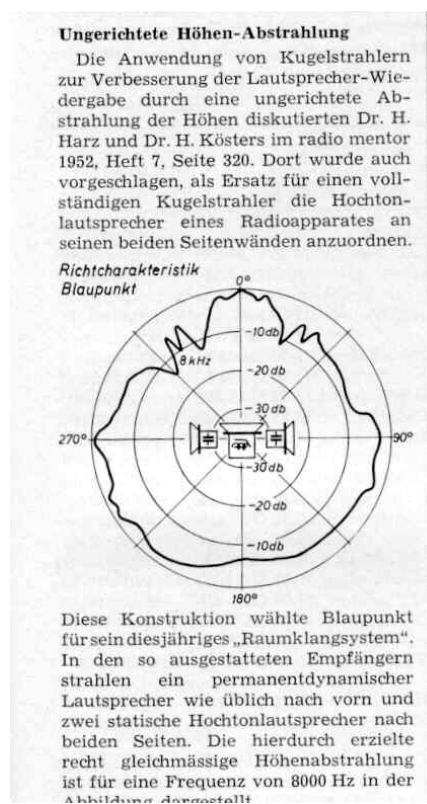 Ungerichtete Höhen-Abstrahlung
Die Anwendung von Kugelstrahlern
zur Verbesserung der Lautsprecher-Wie-
dergabe durch eine ungerichtete Ab-
strahlung der Höhen diskutierten Dr. H.
Harz und Dr. H. Kösters im radio mentor
1952, Heft 7, Seite 320. Dort wurde auch
vorgeschlagen, als Ersatz für einen voll-
ständigen Kugelstrahler die Hochton-
lautsprecher eines Radioapparates an
seinen beiden Seitenwänden anzuordnen.
Richtcharakteristik
Blaupunkt
0°
-10db
8kHz
-20db
-30db
270°
90°
-30db
-20db
-10db
180°
Diese Konstruktion wählte Blaupunkt
für sein diesjähriges „Raumklangsystem“.
In den so ausgestatteten Empfängern
strahlen ein permanentdynamischer
Lautsprecher wie üblich nach vorn und
zwei statische Hochtonlautsprecher nach
beiden Seiten. Die hierdurch erzielte
recht gleichmässige Höhenabstrahlung
ist für eine Frequenz von 8000 Hz in der
Abbildung dargestellt